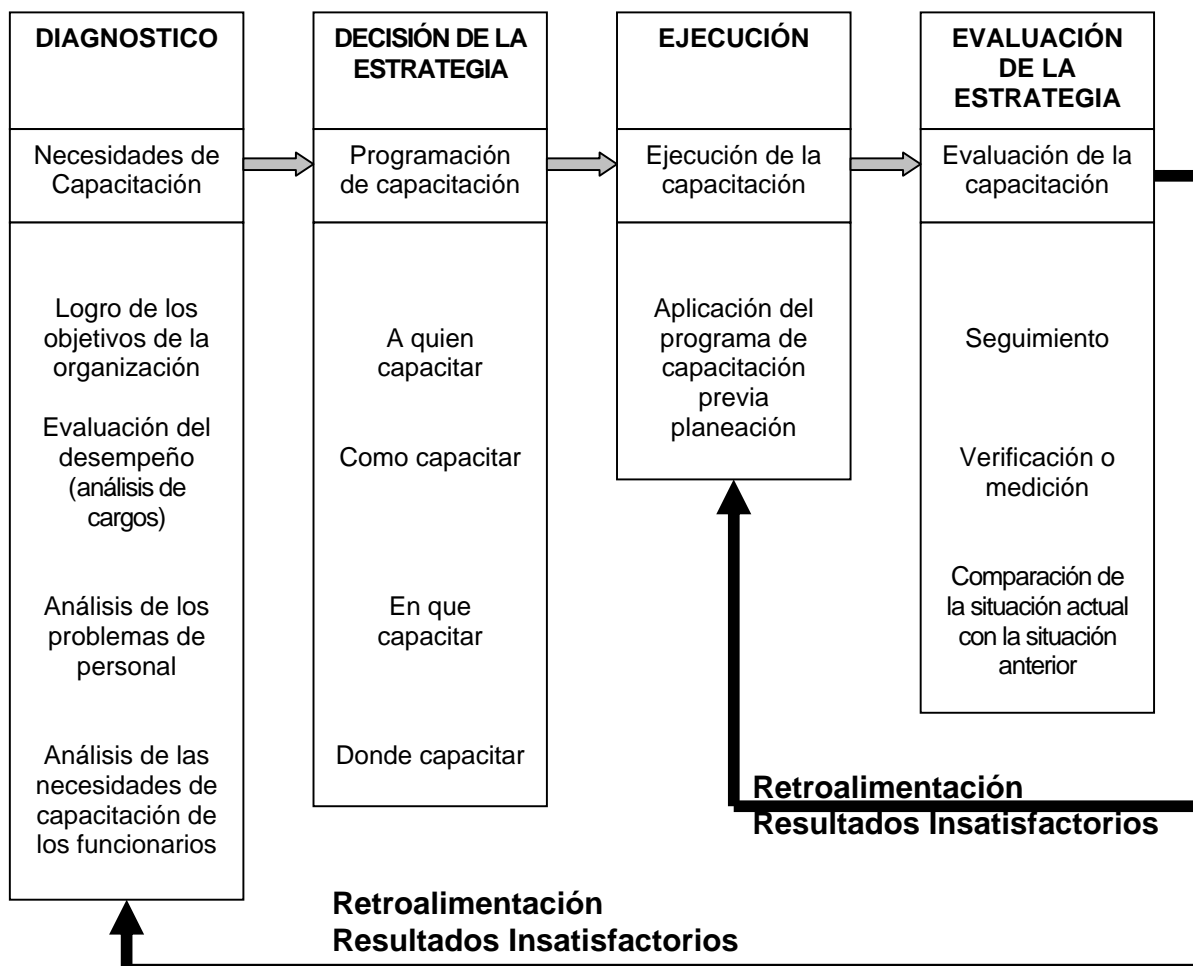 DIAGNOSTICO
Necesidades de
Capacitación
Logro de los
objetivos de la
organización
Evaluación del
desempeño
(análisis de
cargos)
Análisis de los
problemas de
personal
Análisis de las
necesidades de
capacitación de
los funcionarios
DECISIÓN DE LA
ESTRATEGIA
Programación
de capacitación
A quien
capacitar
Como capacitar
En que
capacitar
Donde capacitar
EJECUCIÓN
Ejecución de la
capacitación
Aplicación del
programa de
capacitación
previa
planeación
EVALUACIÓN
DE LA
ESTRATEGIA
Evaluación de la
capacitación
Seguimiento
Verificación o
medición
Comparación de
la situación actual
con la situación
anterior
Retroalimentación
Resultados Insatisfactorios
Retroalimentación
Resultados Insatisfactorios